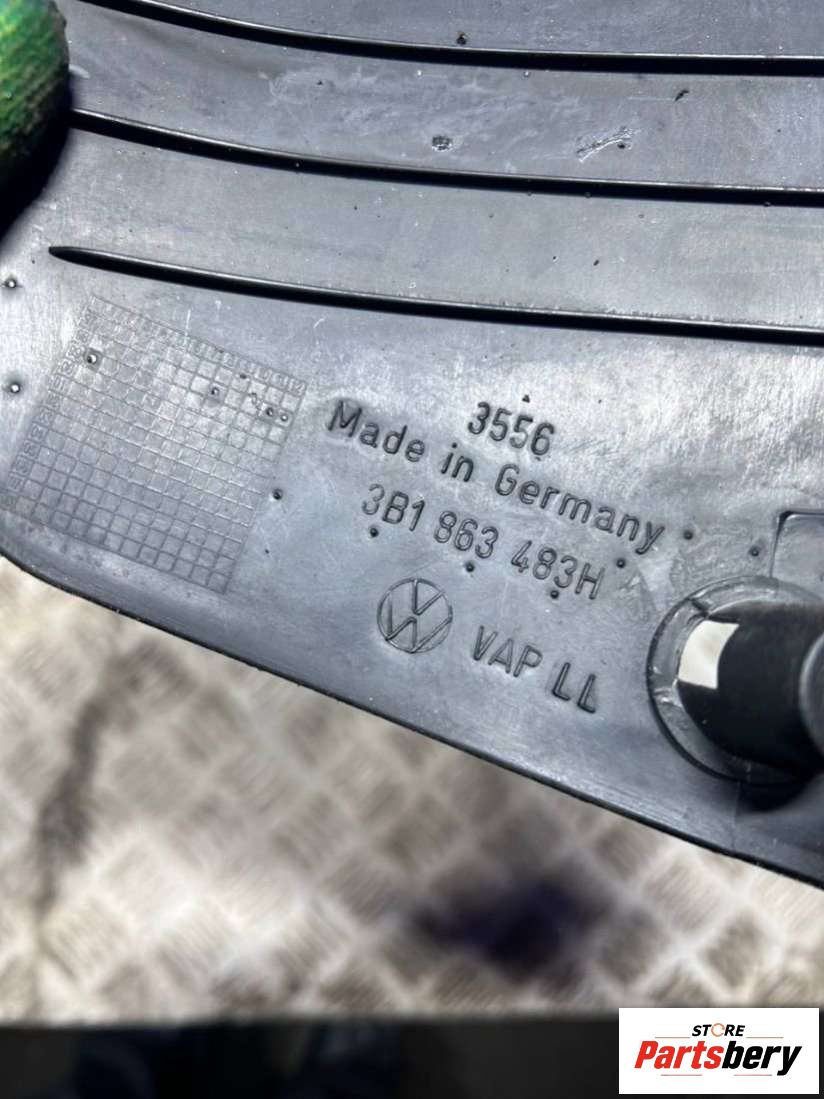 3556
Made in Germany
3B1 863 483H
VAP LL
STORE
Partsbery